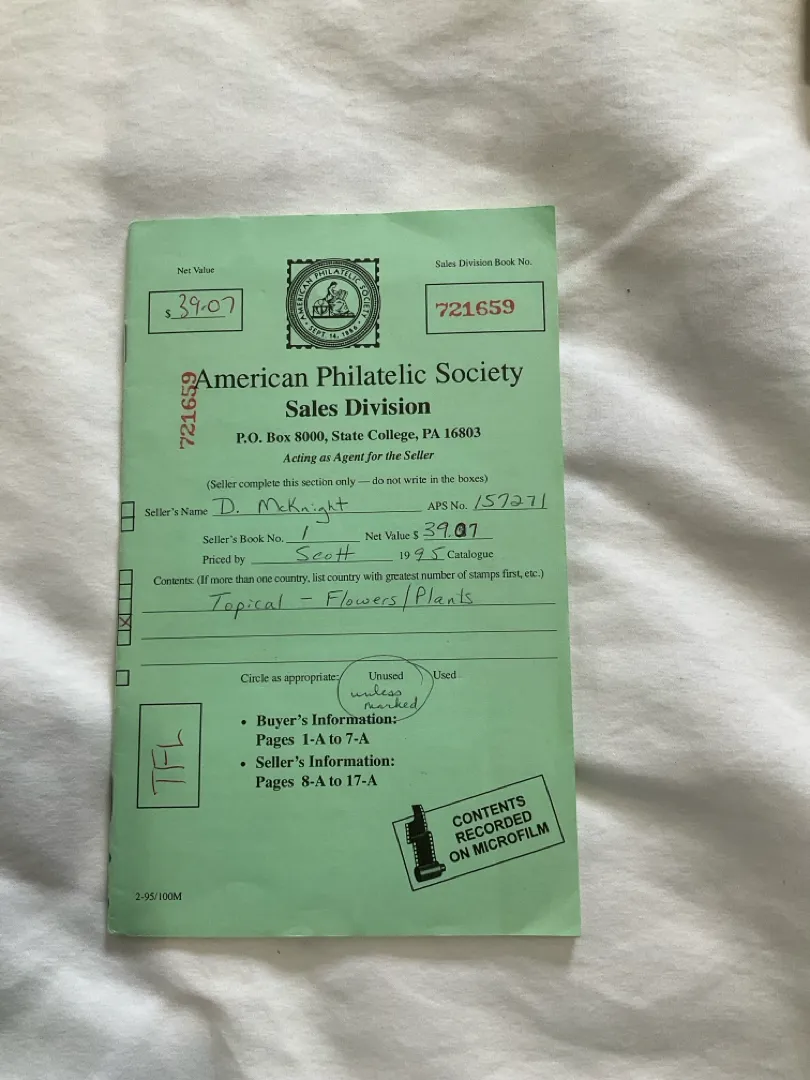 Net Value
$ 39.07
AMERICAN PHILATELIC SOCIETY
SEPT. 14, 1886
Sales Division Book No.
721659
721659
American Philatelic Society
Sales Division
P.O. Box 8000, State College, PA 16803
Acting as Agent for the Seller
(Seller complete this section only — do not write in the boxes)
Seller's Name D. McKnight APS No. 157271
Seller's Book No. 1 Net Value $ 39.07
Priced by Scott 1995 Catalogue
Contents: (If more than one country, list country with greatest number of stamps first, etc.)
Topical - Flowers/Plants
Circle as appropriate: Unused Used
unless
marked
• Buyer's Information:
Pages 1-A to 7-A
• Seller's Information:
Pages 8-A to 17-A
TFL
CONTENTS
RECORDED
ON MICROFILM
2-95/100M